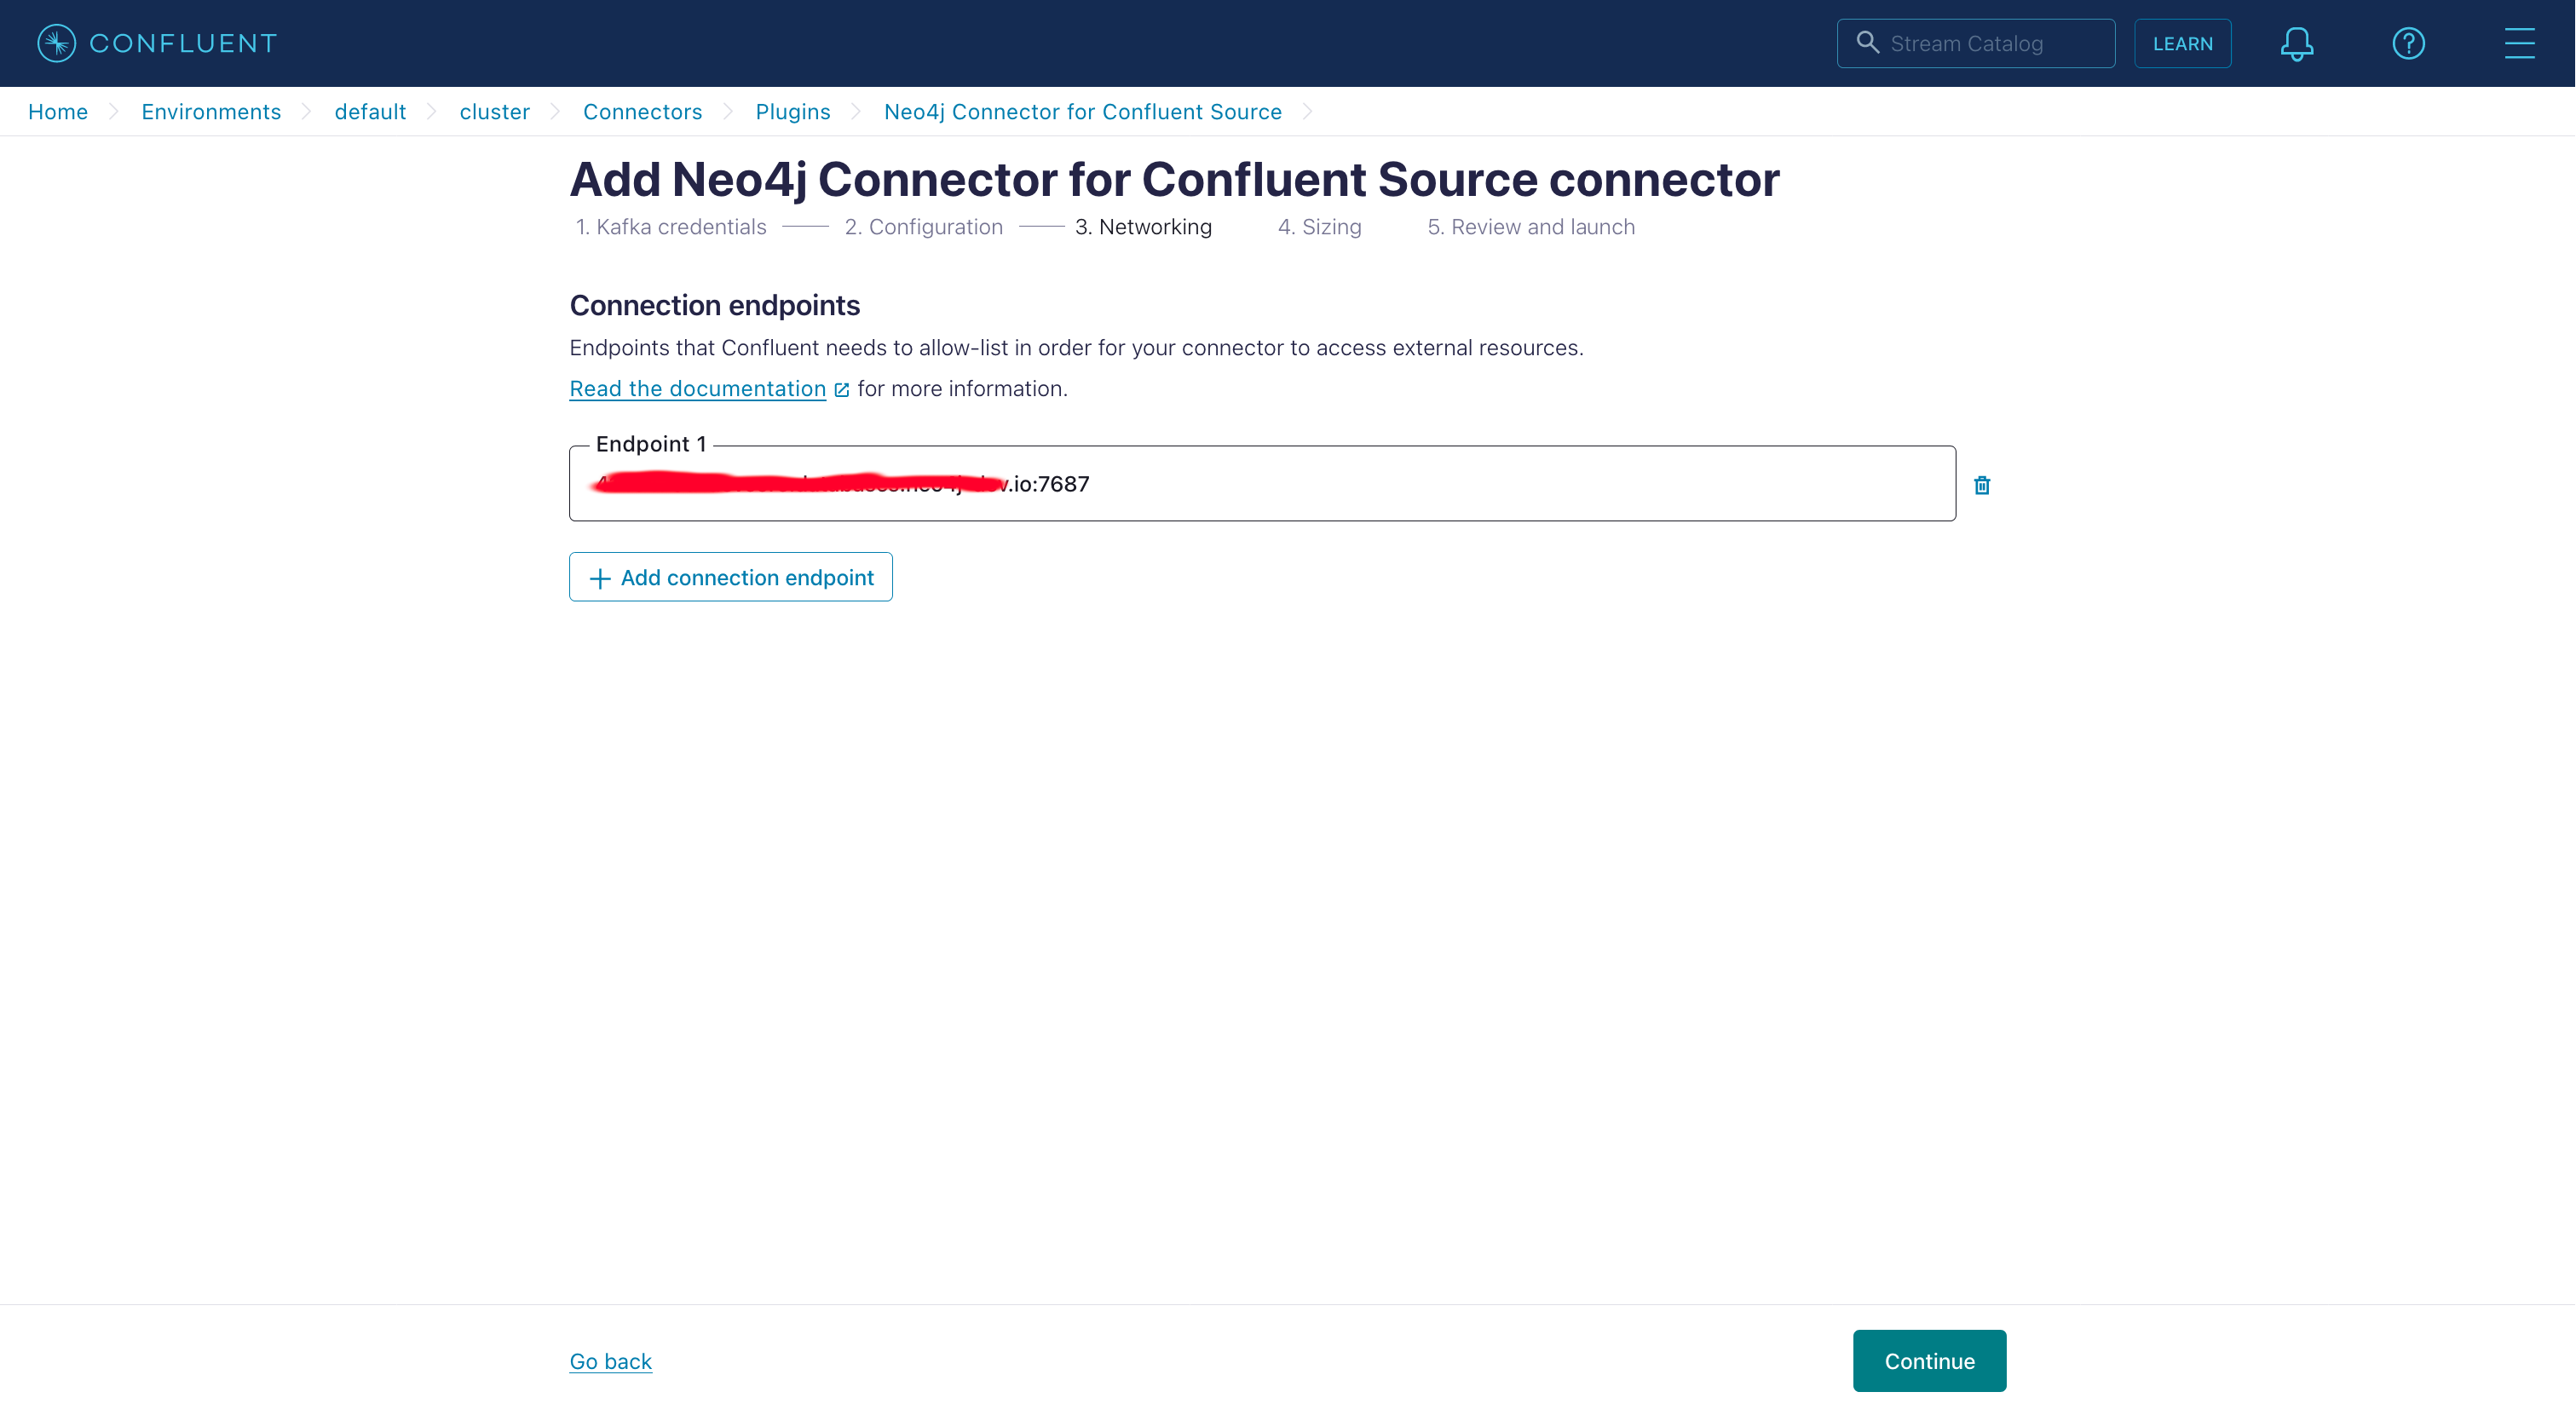 CONFLUENT
Stream Catalog
LEARN
Home Environments default cluster Connectors Plugins Neo4j Connector for Confluent Source
Add Neo4j Connector for Confluent Source connector
1. Kafka credentials 2. Configuration 3. Networking 4. Sizing 5. Review and launch
Connection endpoints
Endpoints that Confluent needs to allow-list in order for your connector to access external resources.
Read the documentation for more information.
Endpoint 1
.io:7687
Add connection endpoint
Go back
Continue